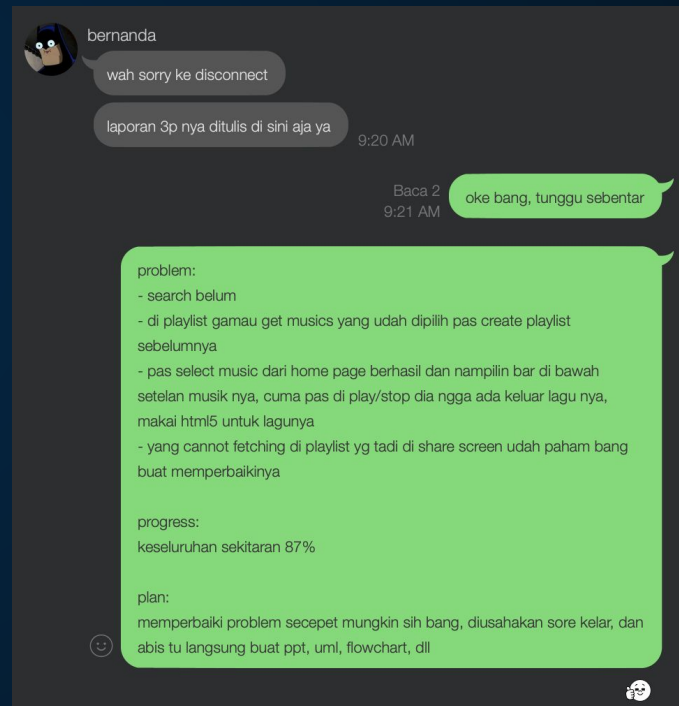 bernanda
wah sorry ke disconnect
laporan 3p nya ditulis di sini aja ya
9:20 AM
Baca 2
9:21 AM
oke bang, tunggu sebentar
problem:
- search belum
- di playlist gamau get musics yang udah dipilih pas create playlist
sebelumnya
- pas select music dari home page berhasil dan nampilin bar di bawah
setelan musik nya, cuma pas di play/stop dia ngga ada keluar lagu nya,
makai html5 untuk lagunya
- yang cannot fetching di playlist yg tadi di share screen udah paham bang
buat memperbaikinya
progress:
keseluruhan sekitaran 87%
plan:
memperbaiki problem secepet mungkin sih bang, diusahakan sore kelar, dan
abis tu langsung buat ppt, uml, flowchart, dll